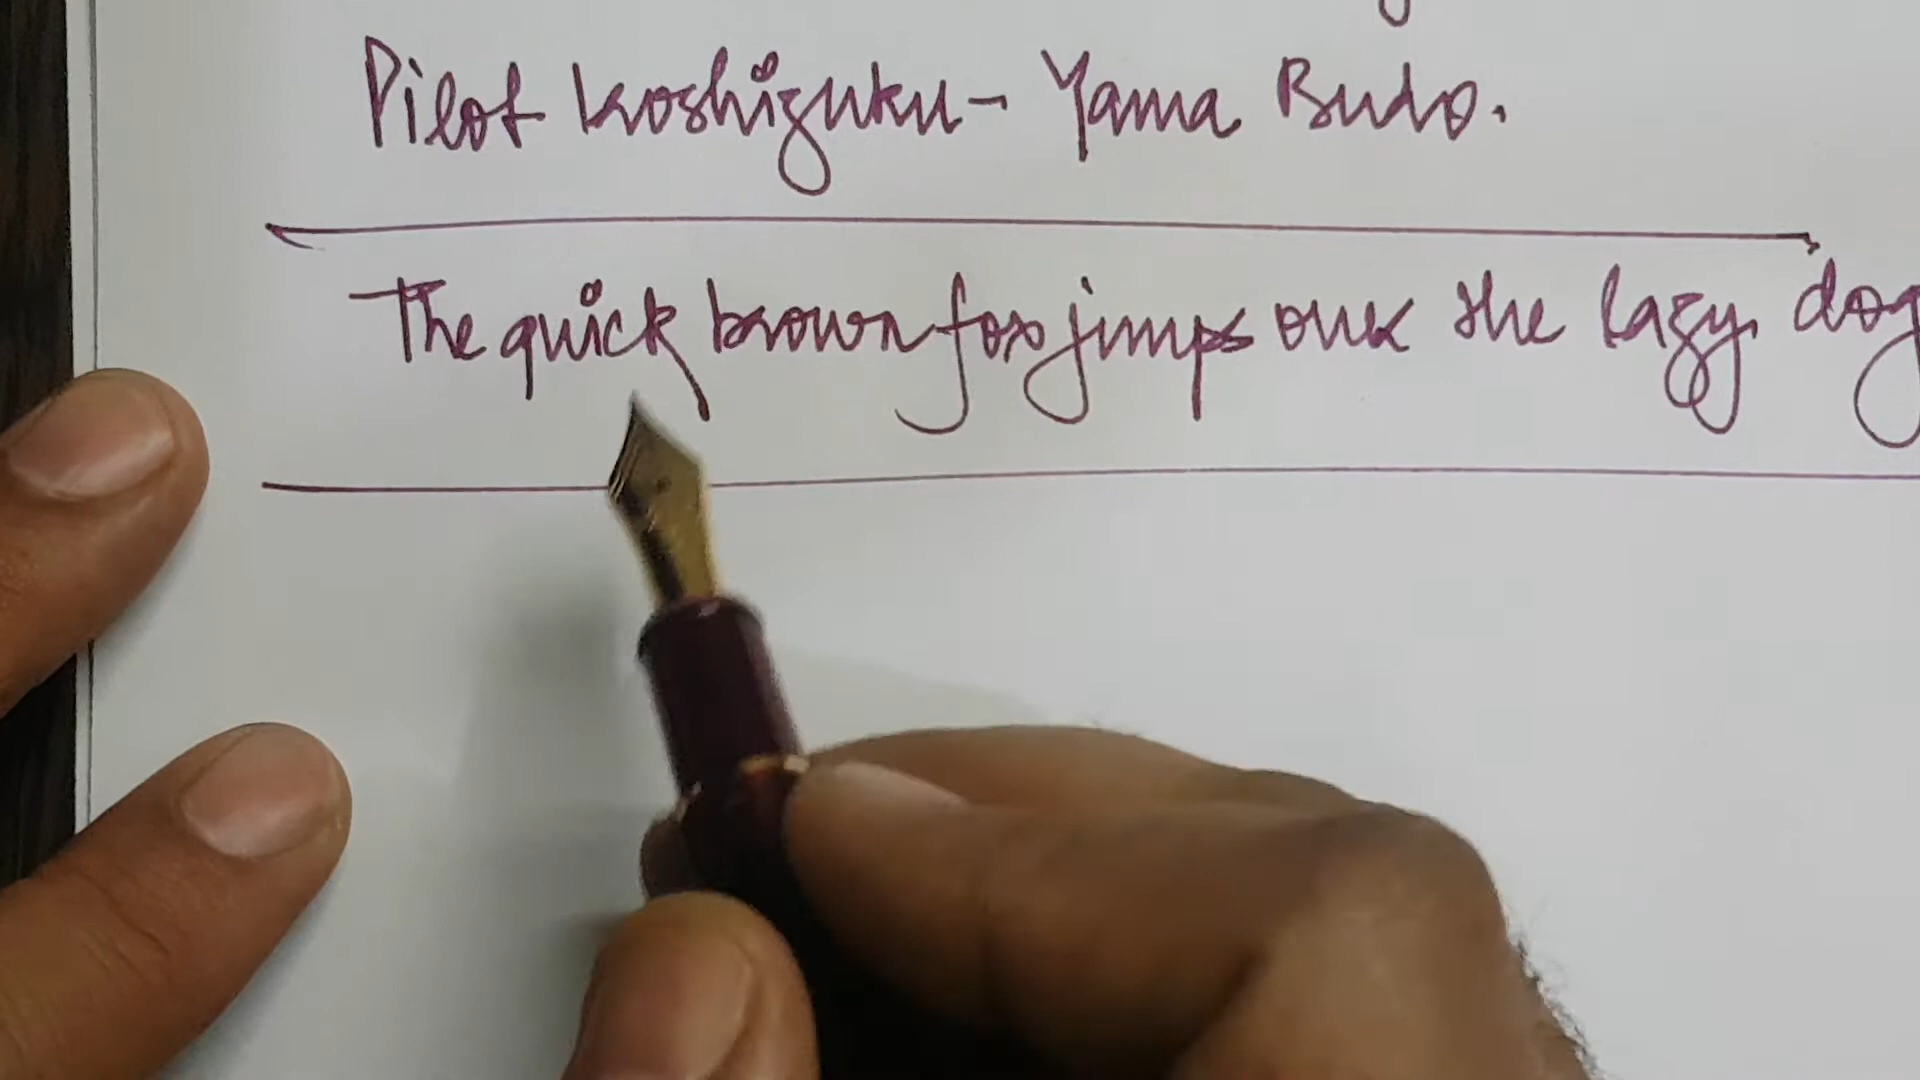 Pilot Iroshizuku - Yama Budo.
The quick brown fox jumps over the lazy dog